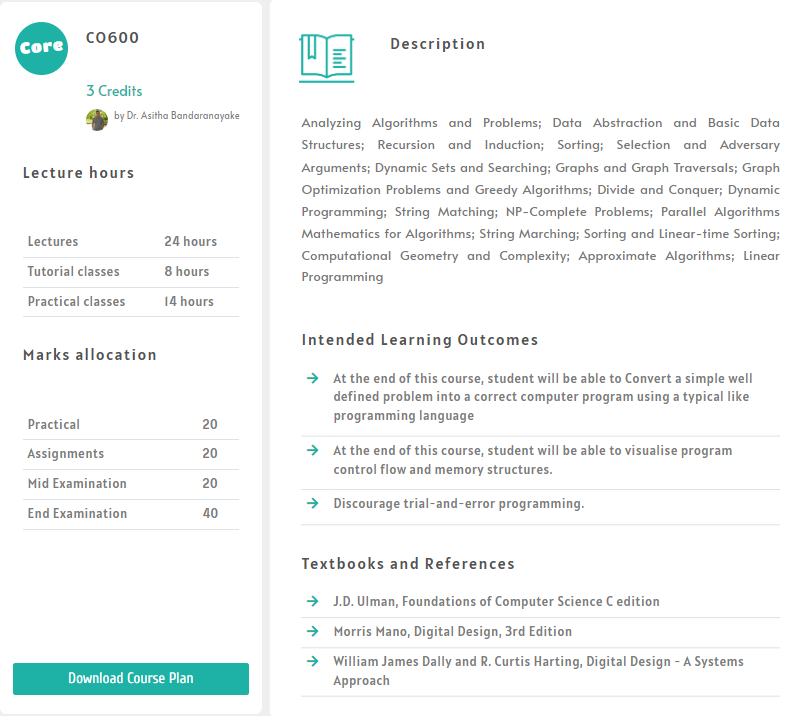 Core
CO600
3 Credits
by Dr. Asitha Bandaranayake
Lecture hours
Lectures 24 hours
Tutorial classes 8 hours
Practical classes 14 hours
Marks allocation
Practical 20
Assignments 20
Mid Examination 20
End Examination 40
Download Course Plan
Description
Analyzing Algorithms and Problems; Data Abstraction and Basic Data
Structures; Recursion and Induction; Sorting; Selection and Adversary
Arguments; Dynamic Sets and Searching; Graphs and Graph Traversals; Graph
Optimization Problems and Greedy Algorithms; Divide and Conquer; Dynamic
Programming; String Matching; NP-Complete Problems; Parallel Algorithms
Mathematics for Algorithms; String Marching; Sorting and Linear-time Sorting;
Computational Geometry and Complexity; Approximate Algorithms; Linear
Programming
Intended Learning Outcomes
At the end of this course, student will be able to Convert a simple well
defined problem into a correct computer program using a typical like
programming language
At the end of this course, student will be able to visualise program
control flow and memory structures.
Discourage trial-and-error programming.
Textbooks and References
J.D. Ulman, Foundations of Computer Science C edition
Morris Mano, Digital Design, 3rd Edition
William James Dally and R. Curtis Harting, Digital Design - A Systems
Approach